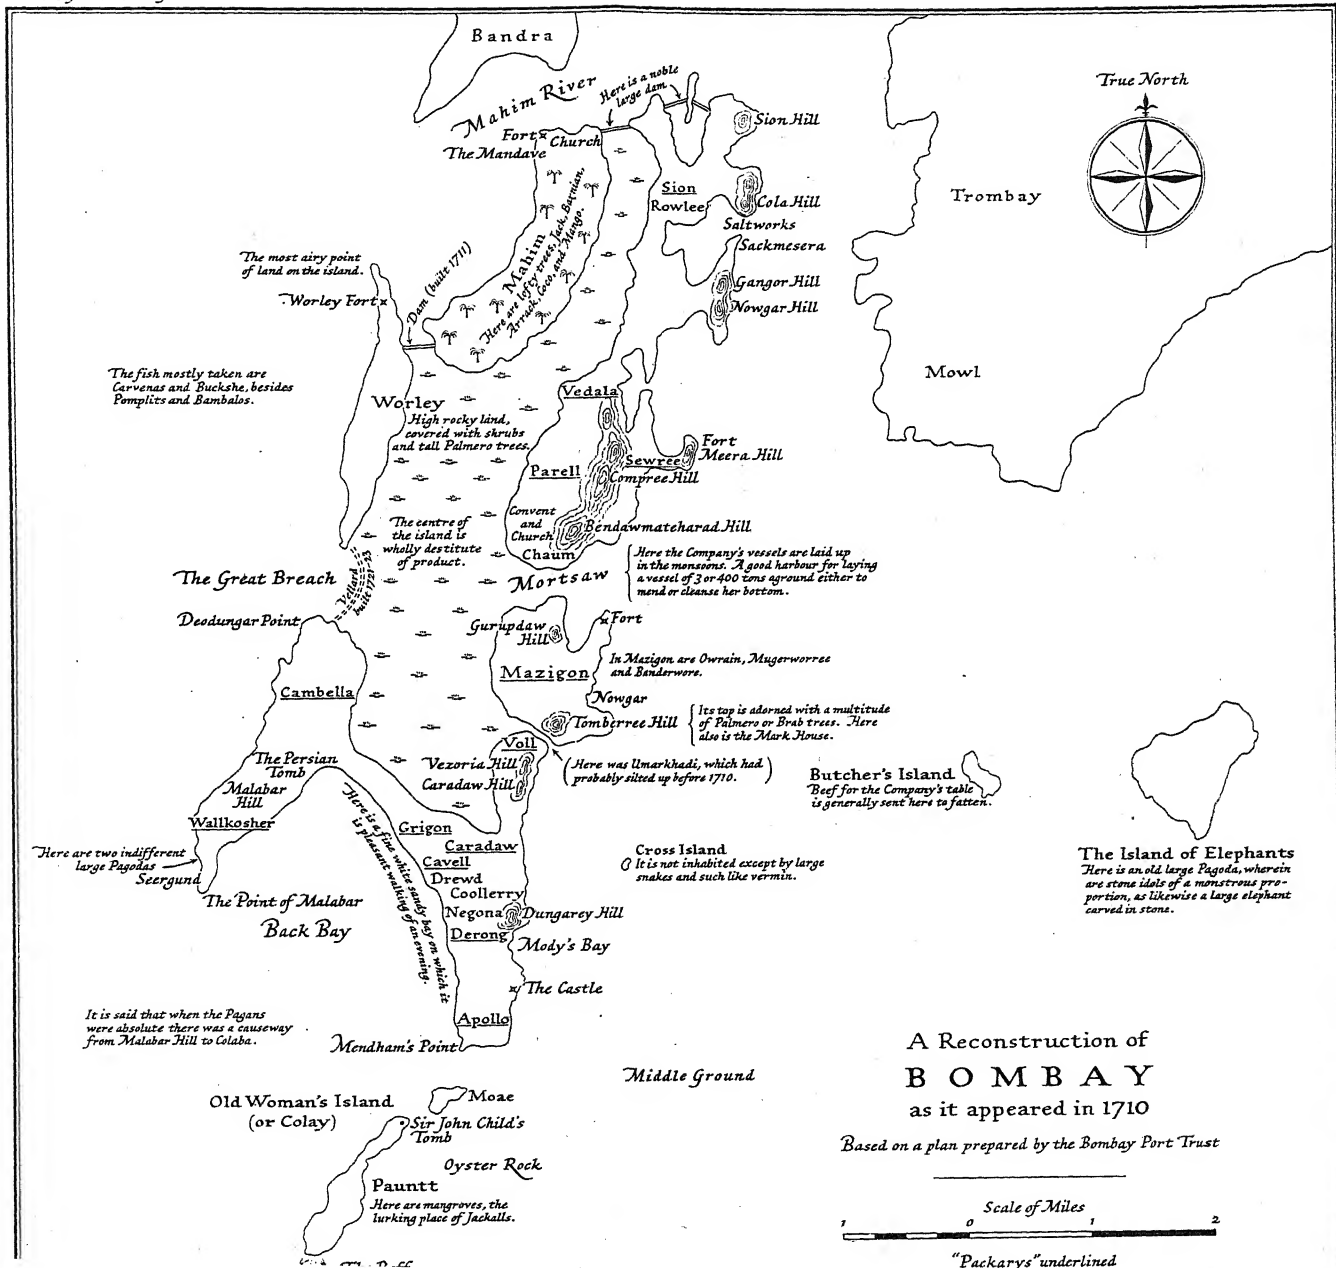 Bandra
Mahim River
Here is a noble
large dam
True North
Sion Hill
Fort
Church
The Mandave
Sion
Rowlee
Cola Hill
Saltworks
Sackmesera
Trombay
Mahim
Here are lofty trees, Jack, Barnian,
Arrack, Coco, and Mango.
The most airy point
of land on the island.
Worley Fort
Dam (built 1711)
Gangor Hill
Nowgar Hill
Mowl
The fish mostly taken are
Carvenas and Buckshe, besides
Pomplits and Bambalos.
Worley
High rocky land,
covered with shrubs
and tall Palmero trees.
Vedala
Fort
Meera Hill
Sewree
Parell
Compree Hill
Convent
and
Church
Bendawmateharad Hill
Chaum
The centre of
the island is
wholly destitute
of product.
Mortsaw
Here the Company's vessels are laid up
in the monsoons. A good harbour for laying
a vessel of 3 or 400 tons aground either to
mend or cleanse her bottom.
The Great Breach
Vellard
built 1721-23
Deodungar Point
Gurupdaw
Hill
Fort
In Mazigon are Owrain, Mugerworree
and Banderwore.
Mazigon
Cambella
Nowgar
Tomberree Hill
Its top is adorned with a multitude
of Palmero or Brab trees. Here
also is the Mark House.
Voll
Vezoria Hill
Caradaw Hill
Here was Umarkhadi, which had
probably silted up before 1710.
The Persian
Tomb
Malabar
Hill
Wallkosher
Butcher's Island
Beef for the Company's table
is generally sent here to fatten.
Here is a fine white sandy bay on which it
is pleasant walking of an evening.
Grigon
Caradaw
Cavell
Drewd
Coollerry
Negona
Dungarey Hill
Derong
Mody's Bay
Here are two indifferent
large Pagodas
Seergund
The Point of Malabar
Back Bay
Cross Island
It is not inhabited except by large
snakes and such like vermin.
The Island of Elephants
Here is an old large Pagoda, wherein
are stone idols of a monstrous pro-
portion, as likewise a large elephant
carved in stone.
The Castle
Apollo
It is said that when the Pagans
were absolute there was a causeway
from Malabar Hill to Colaba.
Mendham's Point
Middle Ground
Old Woman's Island
(or Colay)
Moae
Sir John Child's
Tomb
Oyster Rock
Pauntt
Here are mangroves, the
lurking place of Jackalls.
A Reconstruction of
BOMBAY
as it appeared in 1710
Based on a plan prepared by the Bombay Port Trust
Scale of Miles
1 0 1 2
"Packarys" underlined